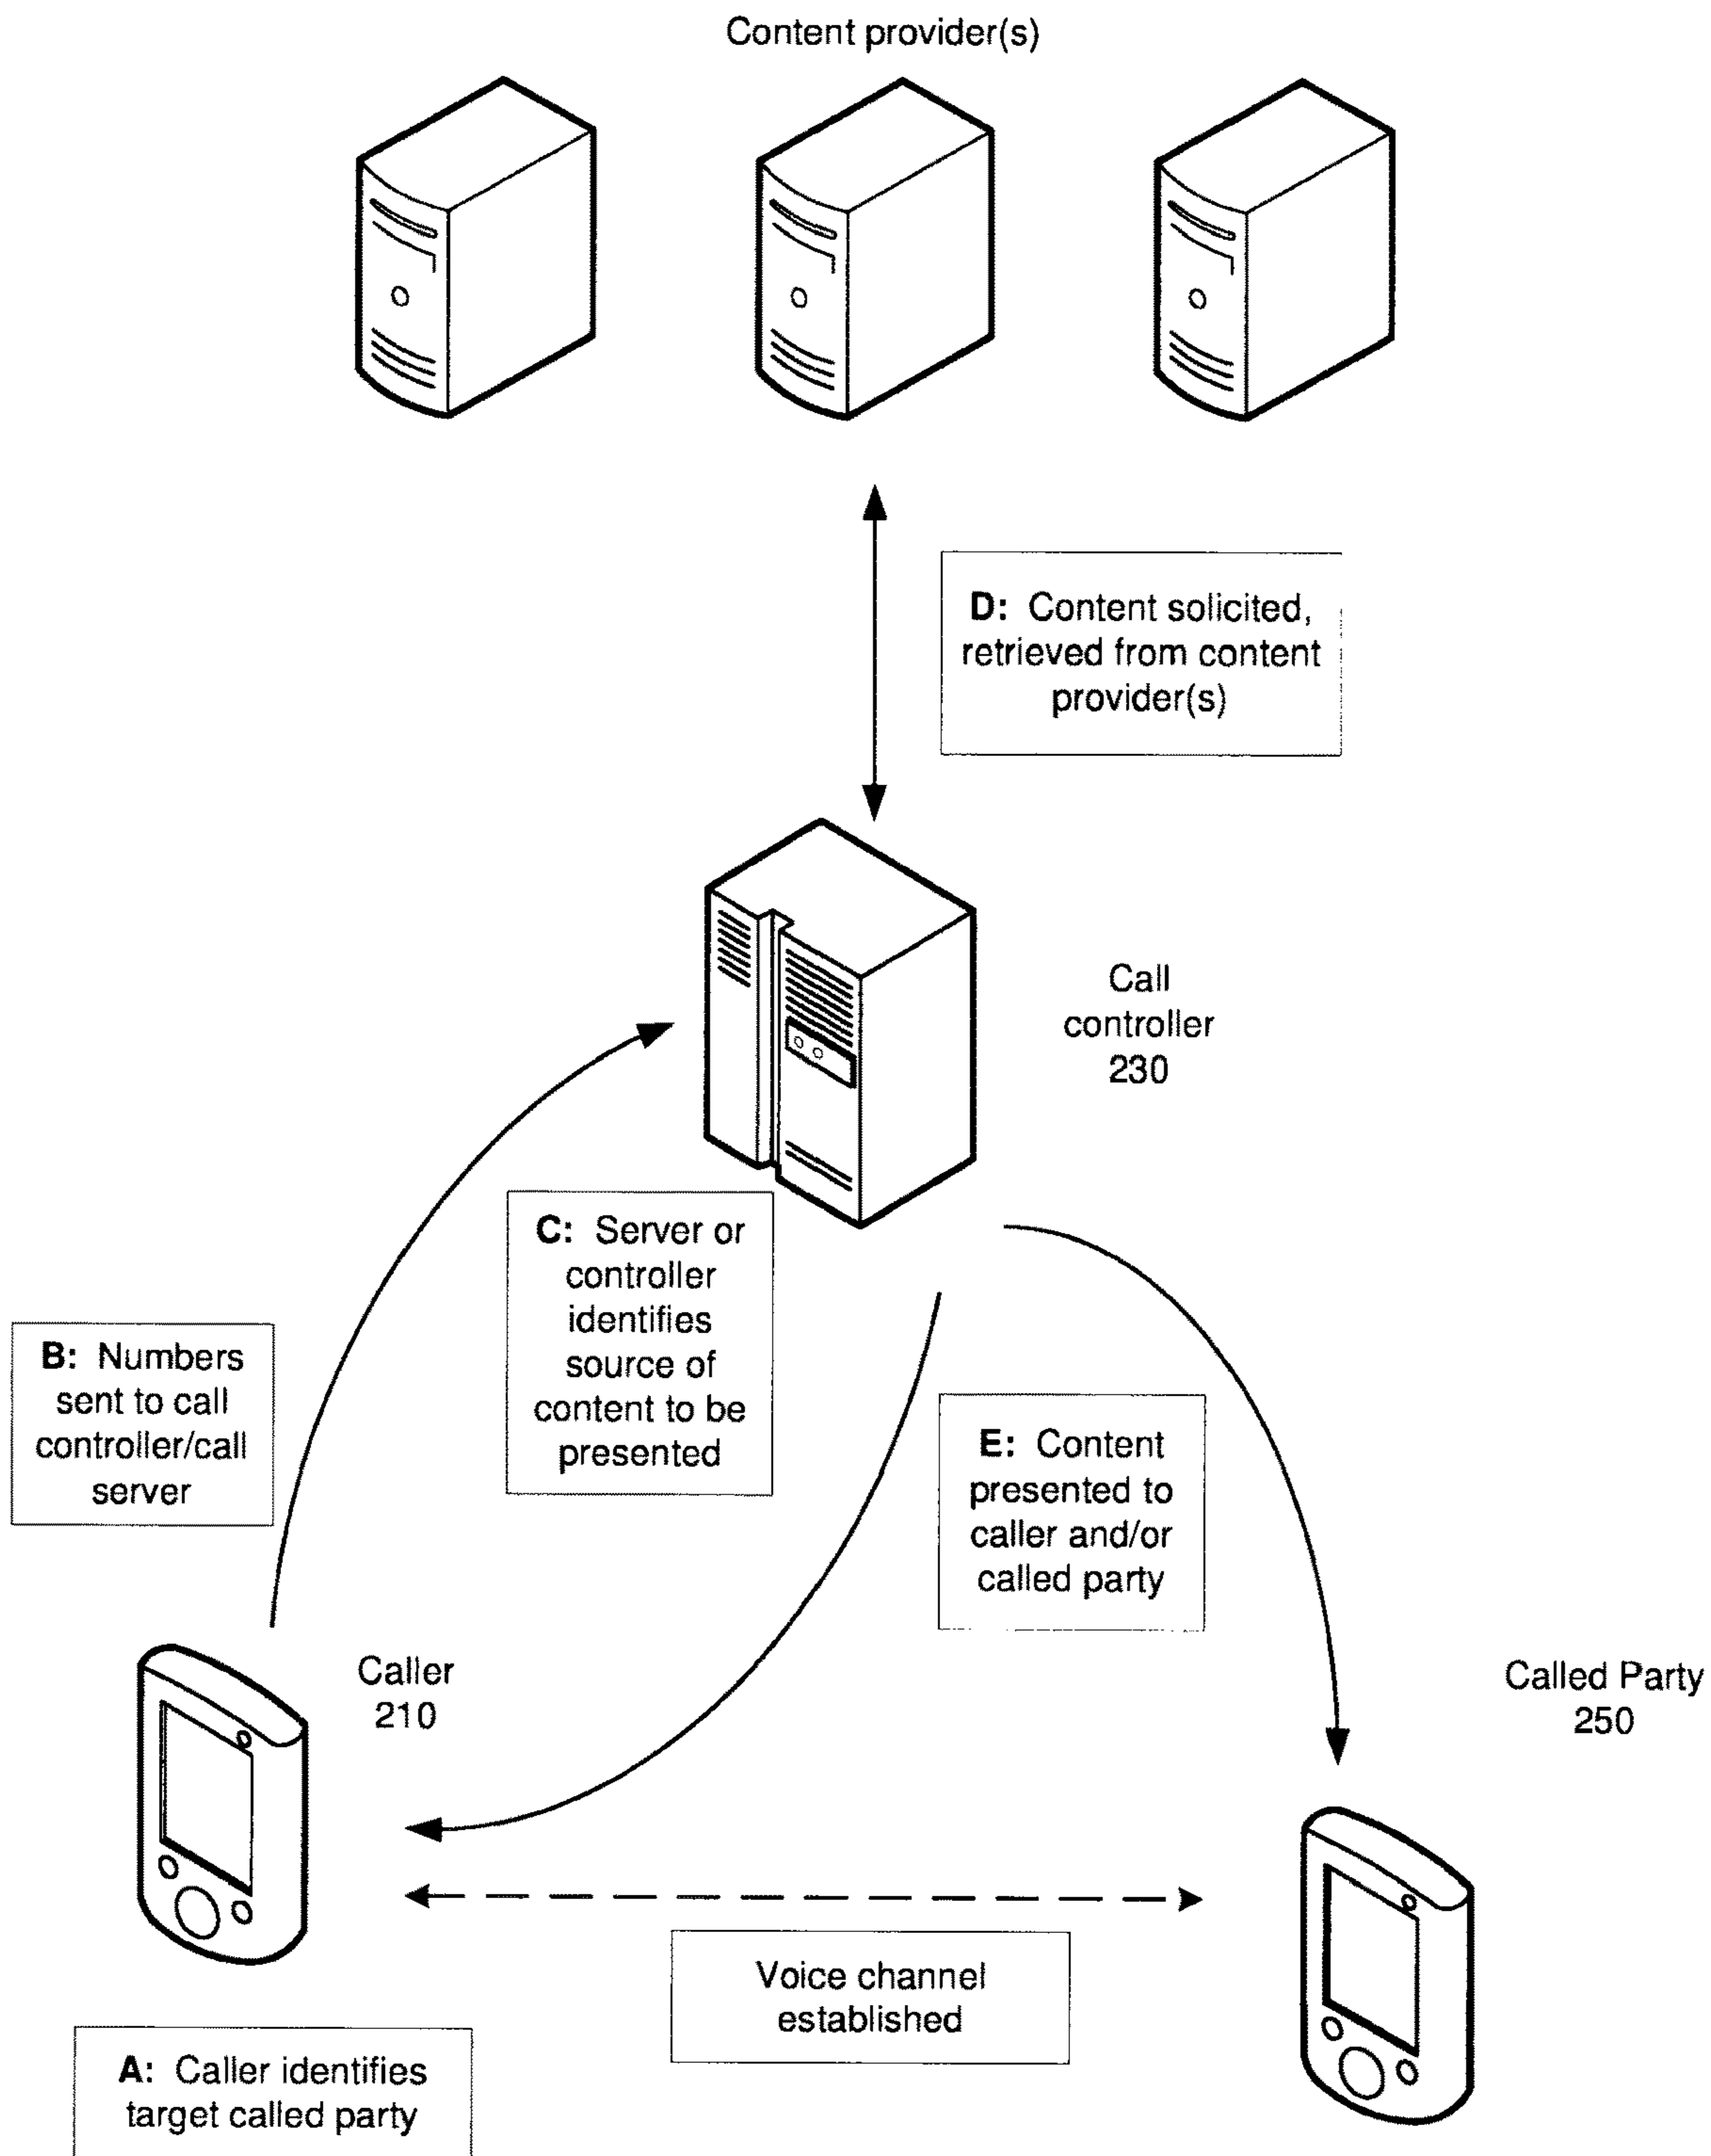 Content provider(s)
D: Content solicited,
retrieved from content
provider(s)
Call
controller
230
C: Server or
controller
identifies
source of
content to be
presented
B: Numbers
sent to call
controller/call
server
E: Content
presented to
caller and/or
called party
Caller
210
Called Party
250
Voice channel
established
A: Caller identifies
target called party